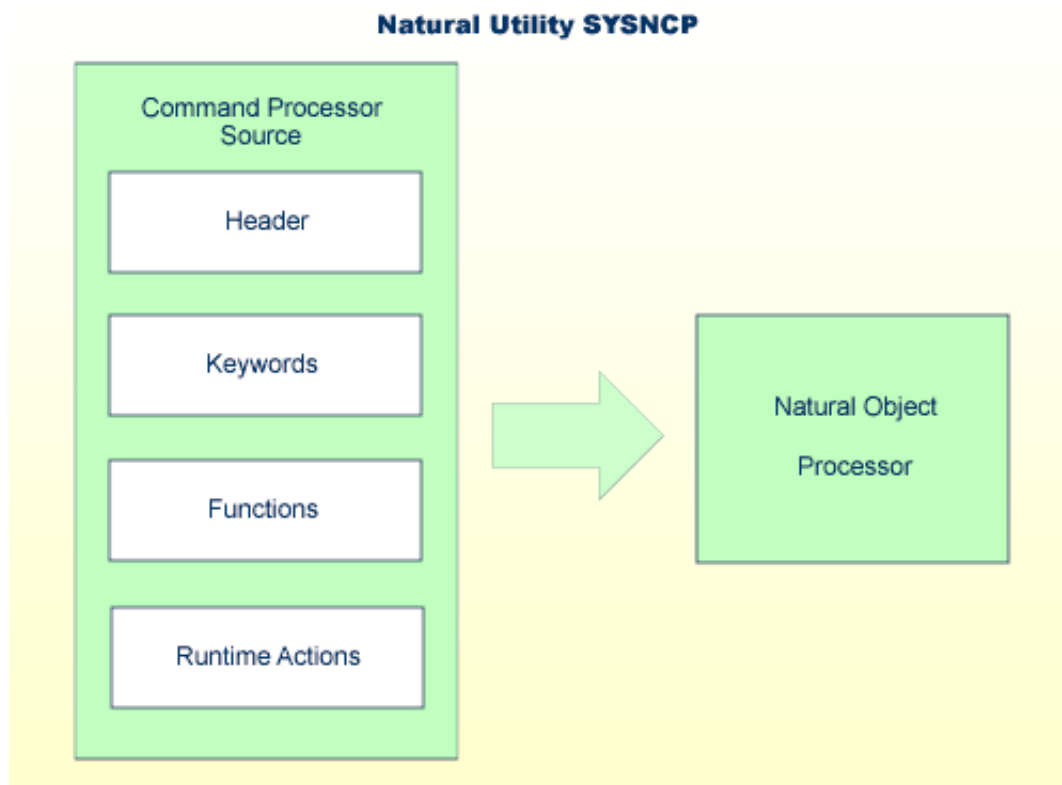 Natural Utility SYSNCP
Command Processor
Source
Header
Keywords
Functions
Runtime Actions
Natural Object
Processor